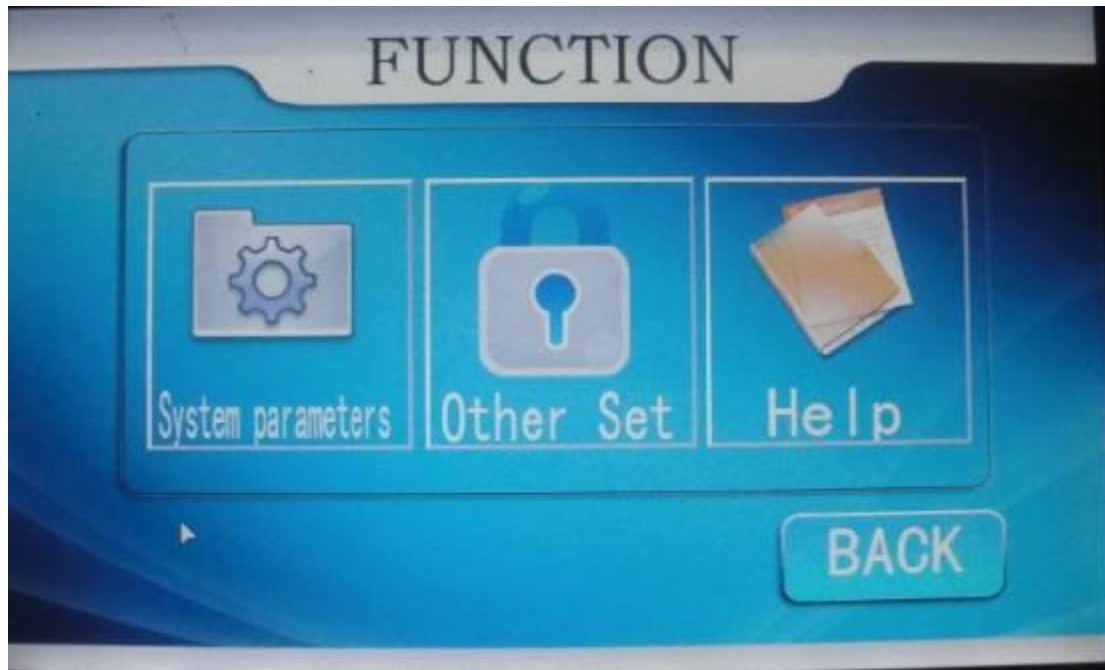 FUNCTION
System parameters
Other Set
Help
BACK